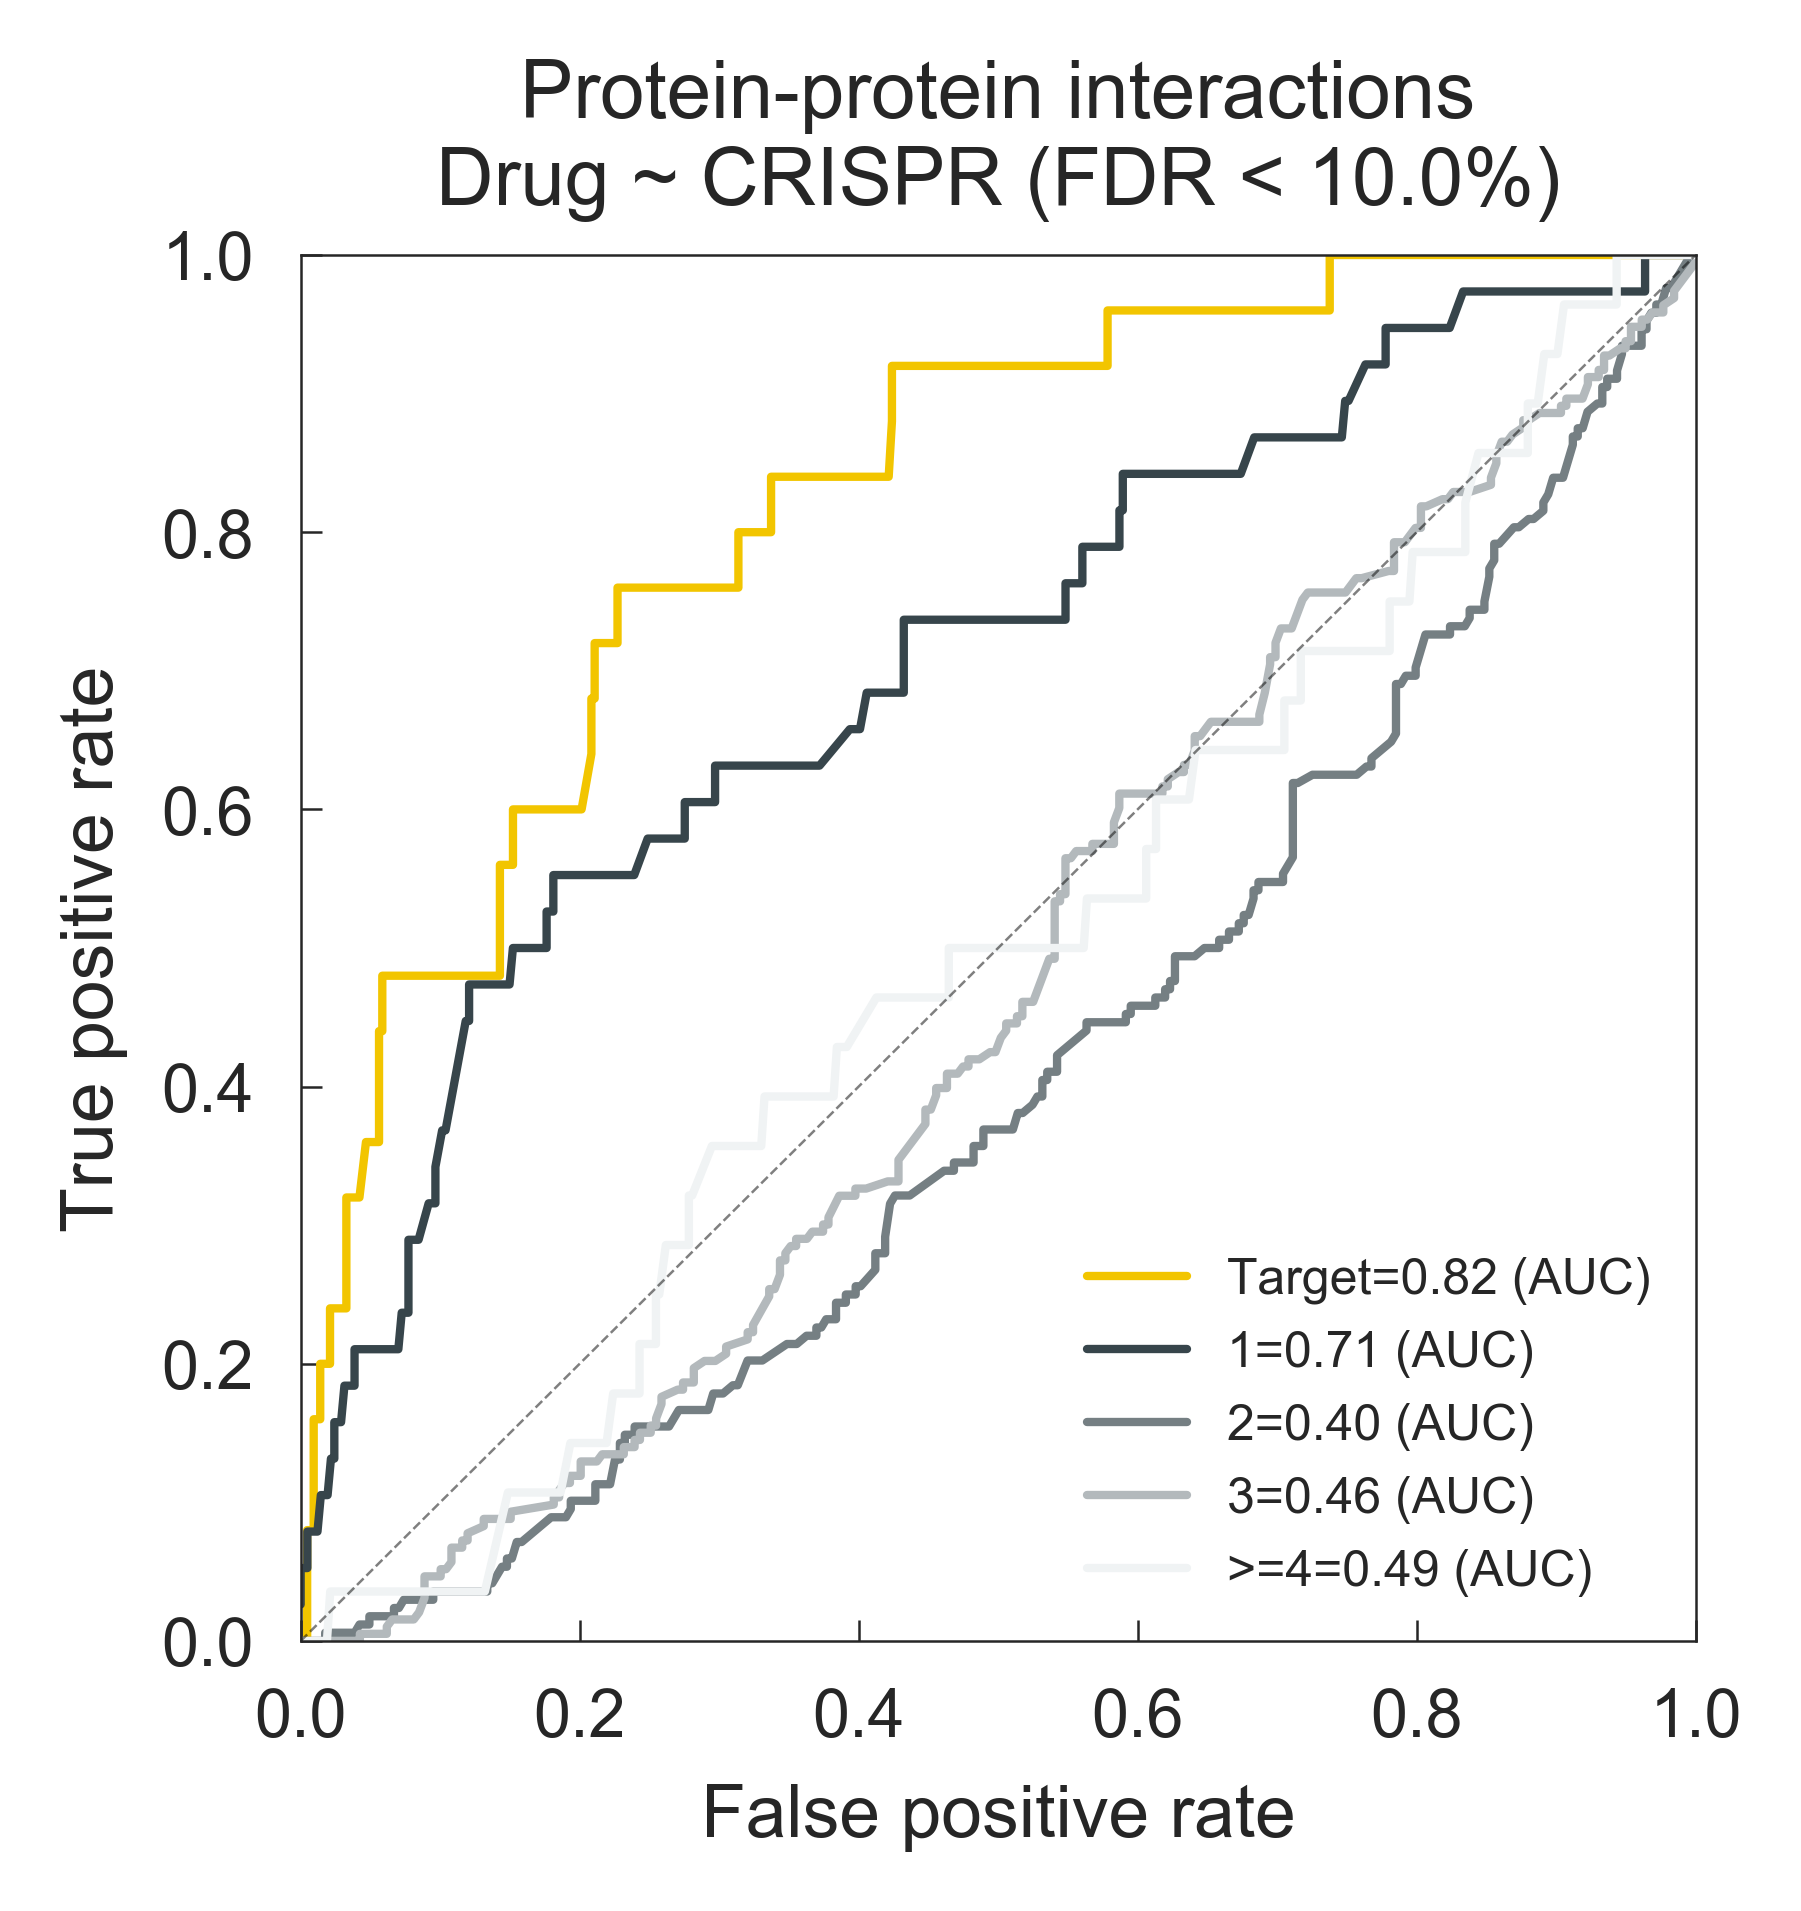 Protein-protein interactions
Drug ~ CRISPR (FDR < 10.0%)
1.0
0.8
0.6
0.4
0.2
0.0
True positive rate
Target=0.82 (AUC)
1=0.71 (AUC)
2=0.40 (AUC)
3=0.46 (AUC)
>=4=0.49 (AUC)
0.0 0.2 0.4 0.6 0.8 1.0
False positive rate